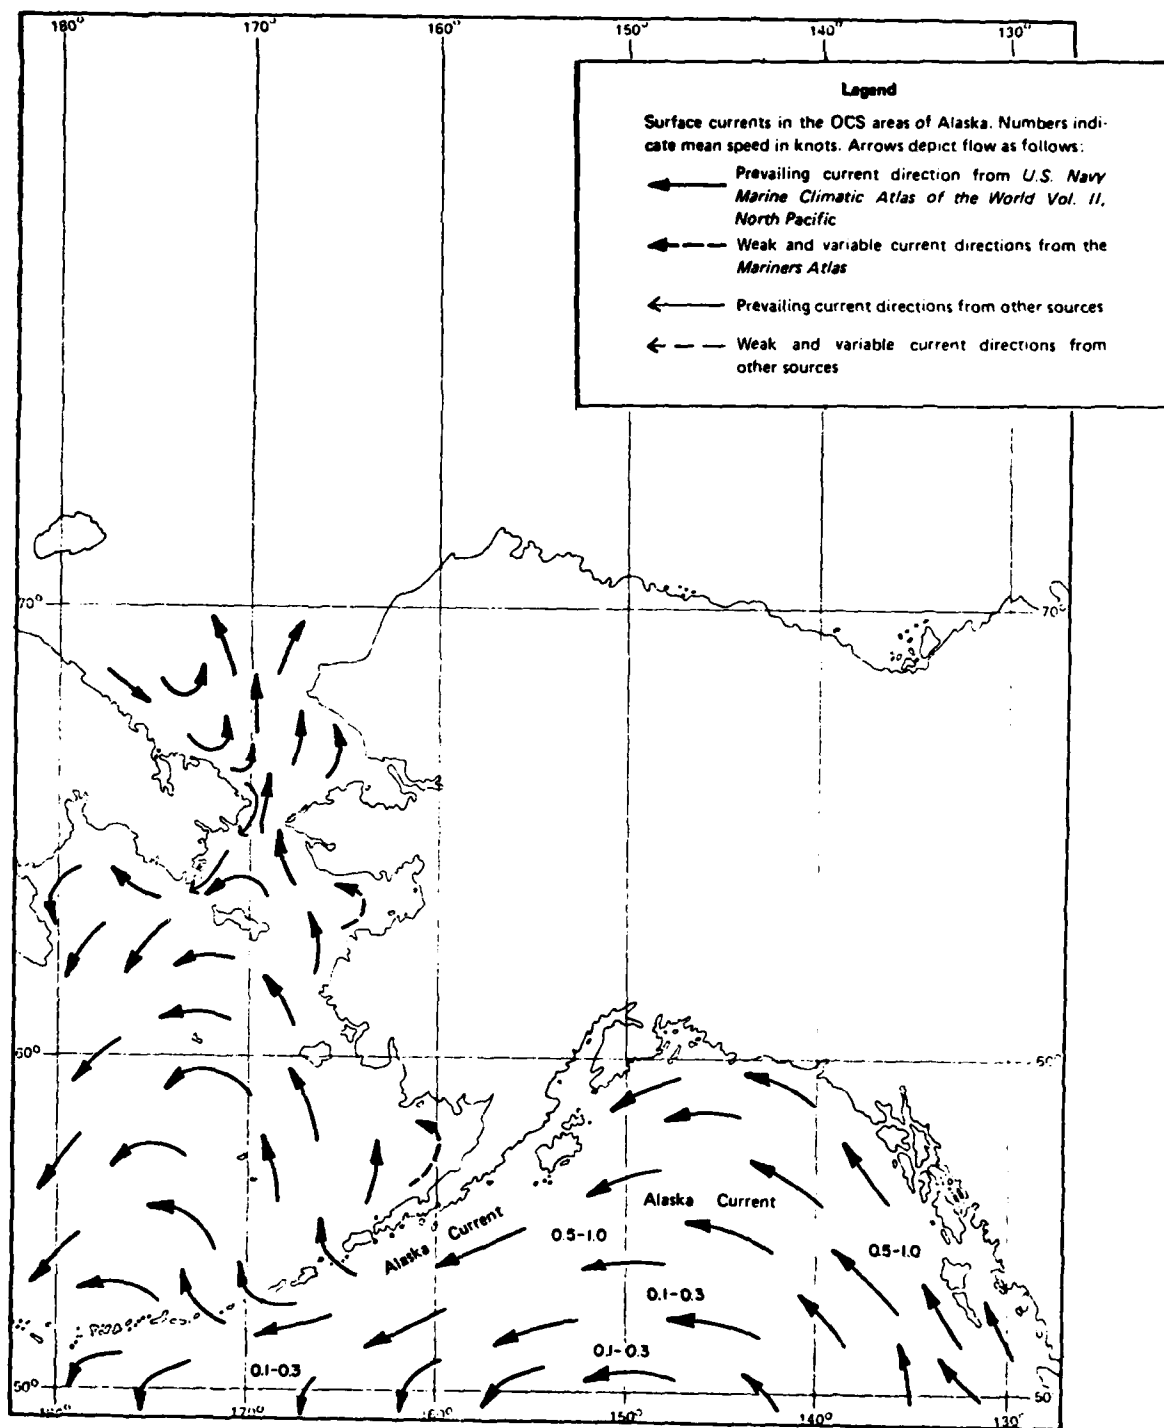 180° 170° 160° 150° 140° 130°
Legend
Surface currents in the OCS areas of Alaska. Numbers indi-
cate mean speed in knots. Arrows depict flow as follows:
Prevailing current direction from U.S. Navy
Marine Climatic Atlas of the World Vol. II,
North Pacific
Weak and variable current directions from the
Mariners Atlas
Prevailing current directions from other sources
Weak and variable current directions from
other sources
70° 70°
60°
Alaska Current
Alaska Current
0.5-1.0
0.5-1.0
0.1-0.3
0.1-0.3
0.1-0.3
50° 50
170° 160° 150° 140° 130°